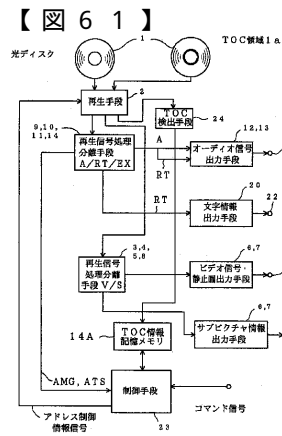 【図６１】
1
TOC領域1a
光ディスク
再生手段
2
TOC
検出手段
24
9,10,
11,14
再生信号処理
分離手段
A/RT/EX
A
RT
12,13
オーディオ信号
出力手段
RT
20
文字情報
出力手段
22
3,4,
5,8
再生信号
処理分離
手段V/S
6,7
ビデオ信号・
静止画出力手段
6,7
サブピクチャ情報
出力手段
14A
TOC情報
記憶メモリ
AMG,ATS
制御手段
アドレス制御
情報信号
23
コマンド信号